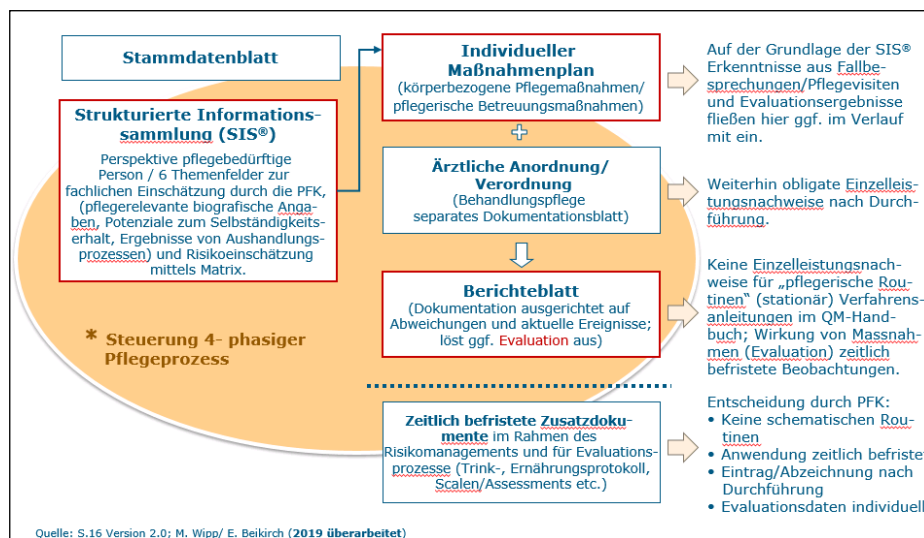 Stammdatenblatt
Strukturierte Informations-
sammlung (SIS®)
Perspektive pflegebedürftige
Person / 6 Themenfelder zur
fachlichen Einschätzung durch die PFK,
(pflegerelevante biografische Anga-
ben, Potenziale zum Selbständigkeits-
erhalt, Ergebnisse von Aushandlungs-
prozessen) und Risikoeinschätzung
mittels Matrix.
* Steuerung 4- phasiger
Pflegeprozess
Individueller
Maßnahmenplan
(körperbezogene Pflegemaßnahmen/
pflegerische Betreuungsmaßnahmen)
+
Ärztliche Anordnung/
Verordnung
(Behandlungspflege
separates Dokumentationsblatt)
Berichteblatt
(Dokumentation ausgerichtet auf
Abweichungen und aktuelle Ereignisse;
löst ggf. Evaluation aus)
Zeitlich befristete Zusatzdoku-
mente im Rahmen des
Risikomanagements und für Evaluations-
prozesse (Trink-, Ernährungsprotokoll,
Scalen/Assessments etc.)
Auf der Grundlage der SIS®
Erkenntnisse aus Fallbe-
sprechungen/Pflegevisiten
und Evaluationsergebnisse
fließen hier ggf. im Verlauf
mit ein.
Weiterhin obligate Einzellei-
stungsnachweise nach Durch-
führung.
Keine Einzelleistungsnach-
weise für „pflegerische Rou-
tinen“ (stationär) Verfahrens-
anleitungen im QM-Hand-
buch; Wirkung von Massnah-
men (Evaluation) zeitlich
befristete Beobachtungen.
Entscheidung durch PFK:
• Keine schematischen Rou-
tinen
• Anwendung zeitlich befristet
• Eintrag/Abzeichnung nach
Durchführung
• Evaluationsdaten individuell
Quelle: S.16 Version 2.0; M. Wipp/ E. Beikirch (2019 überarbeitet)